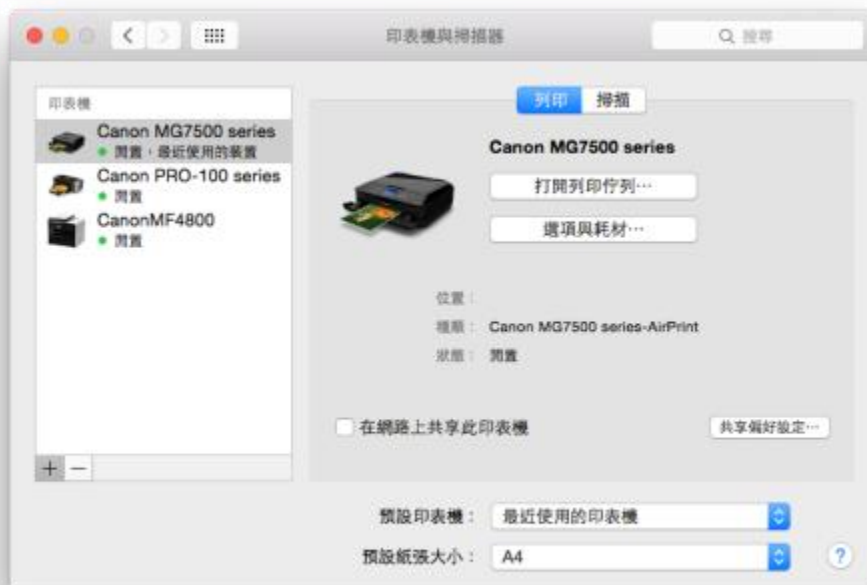 印表機與掃描器
搜尋
印表機
Canon MG7500 series
閒置，最近使用的裝置
Canon PRO-100 series
閒置
CanonMF4800
閒置
列印 掃描
Canon MG7500 series
打開列印佇列…
選項與耗材…
位置：
種類： Canon MG7500 series-AirPrint
狀態： 閒置
在網路上共享此印表機
共享偏好設定…
預設印表機： 最近使用的印表機
預設紙張大小： A4
?